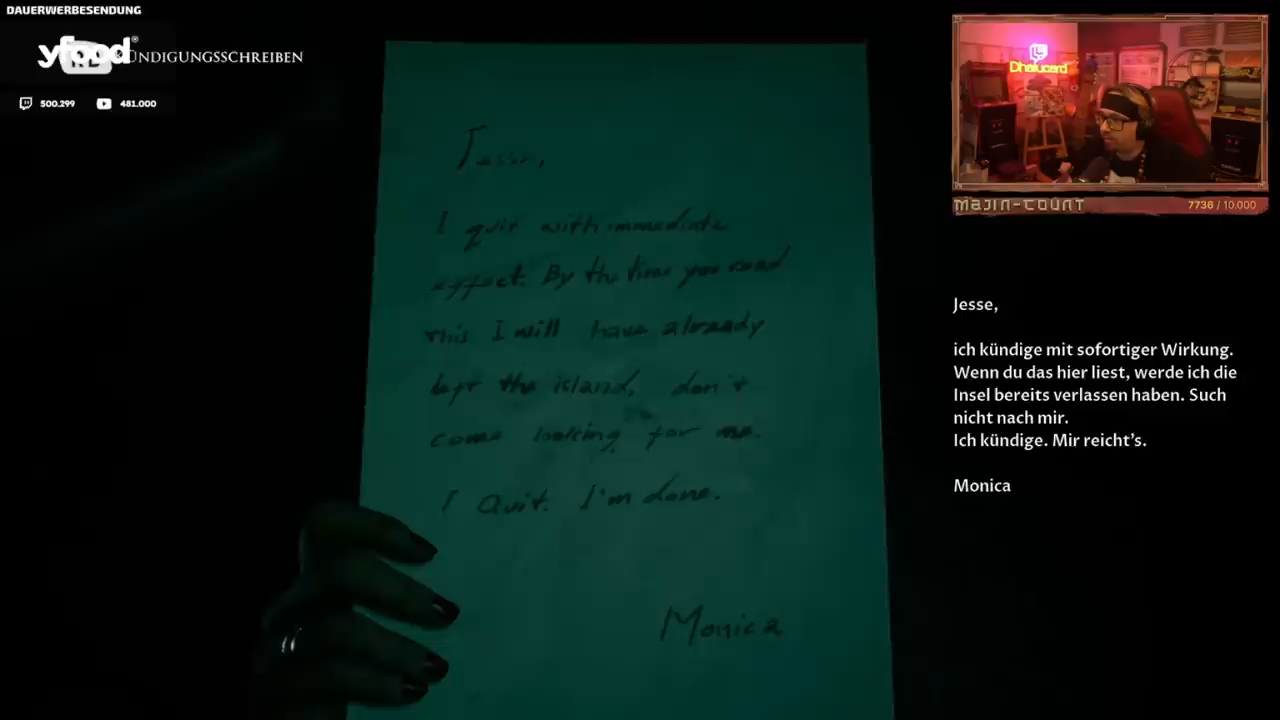 DAUERWERBESENDUNG
yfood
KÜNDIGUNGSSCHREIBEN
500.299 481.000
Jesse,
I quit with immediate
effect. By the time you read
this I will have already
left the island, don't
come looking for me.
I Quit. I'm done.
Monica
Dhalucard
MAJIN-COUNT 7736 / 10.000
Jesse,
ich kündige mit sofortiger Wirkung.
Wenn du das hier liest, werde ich die
Insel bereits verlassen haben. Such
nicht nach mir.
Ich kündige. Mir reicht's.
Monica